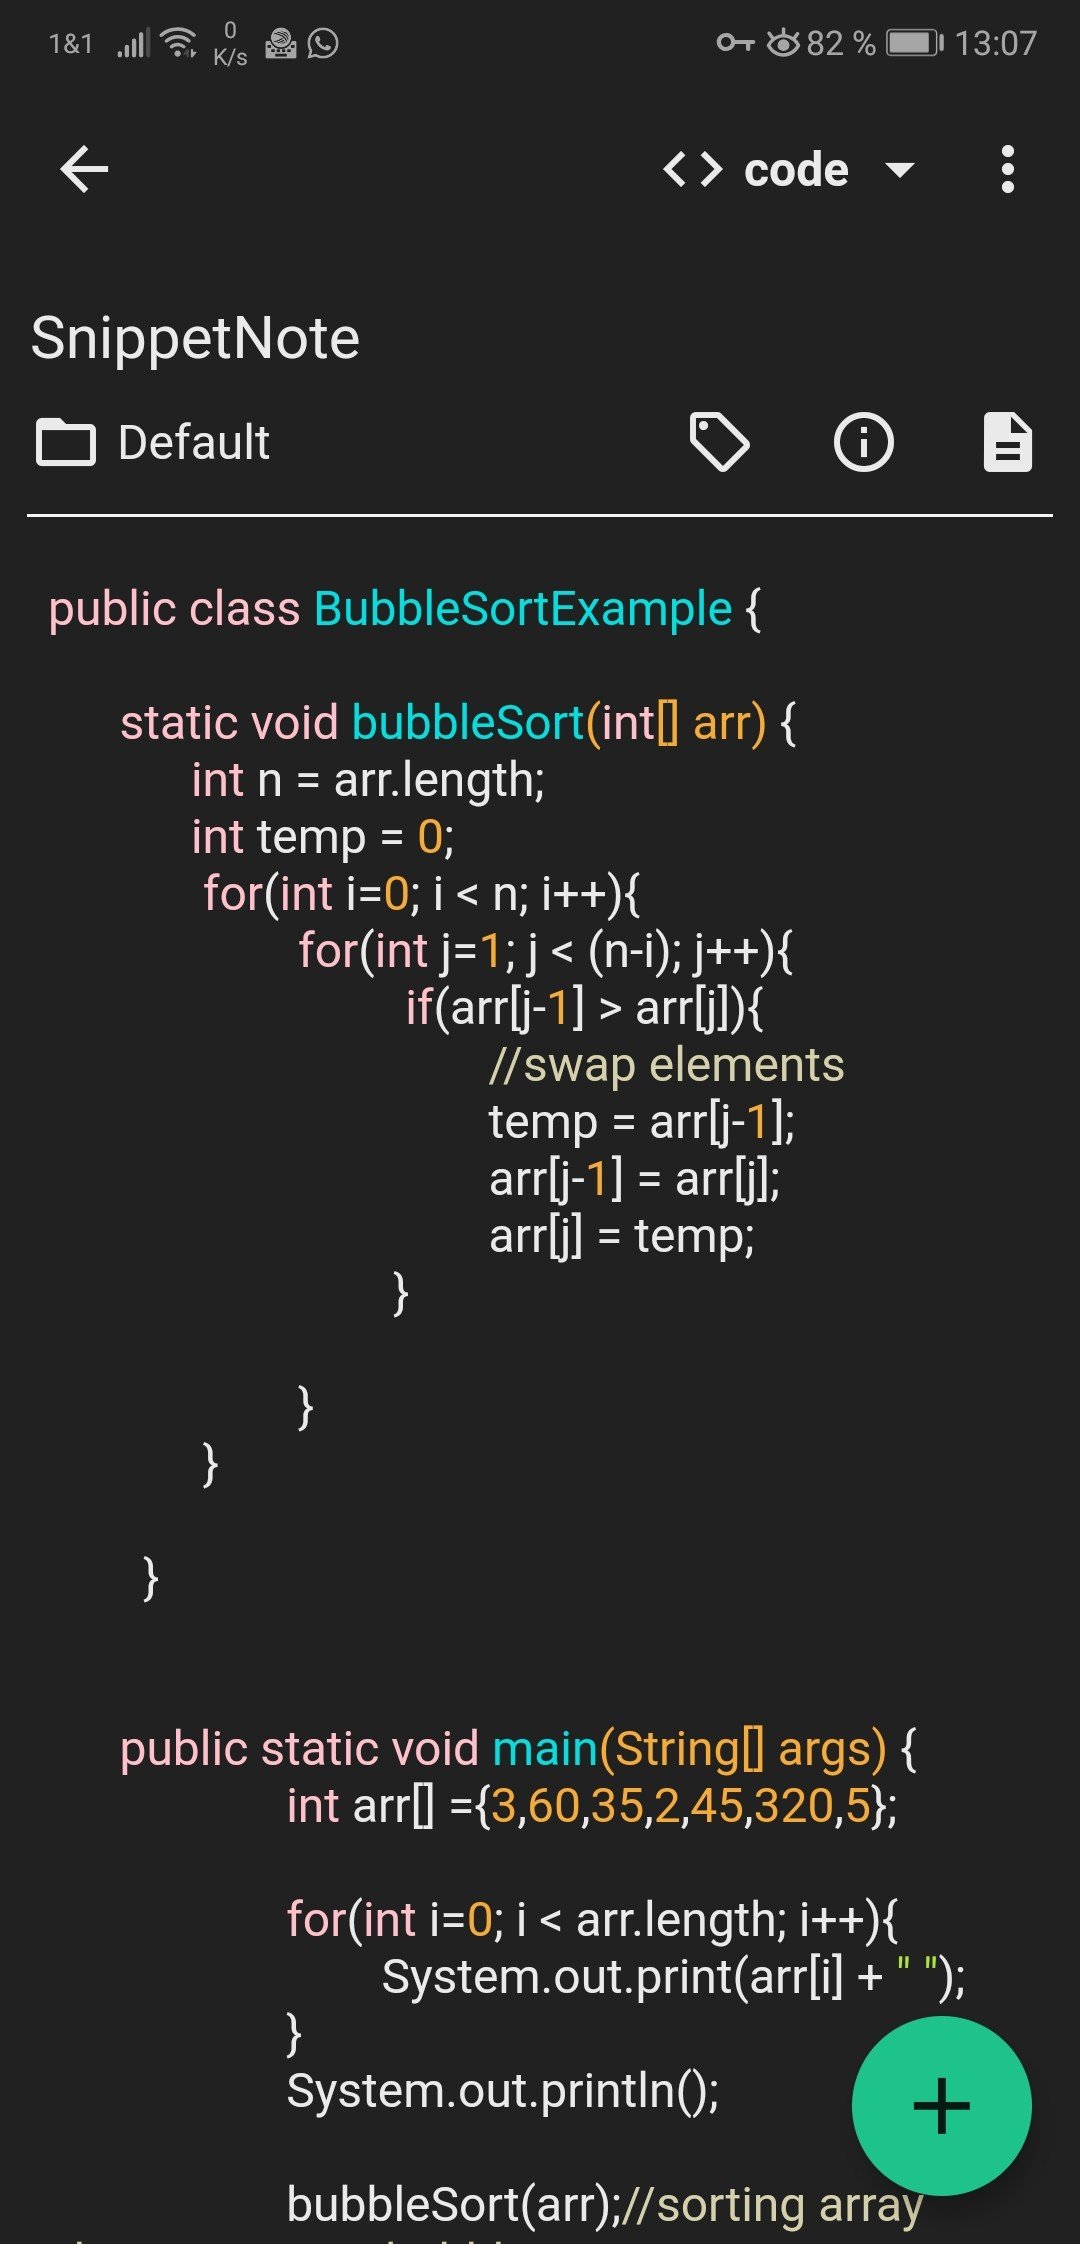 1&1 0 K/s 82 % 13:07
<> code
SnippetNote
Default
public class BubbleSortExample {
static void bubbleSort(int[] arr) {
int n = arr.length;
int temp = 0;
for(int i=0; i < n; i++){
for(int j=1; j < (n-i); j++){
if(arr[j-1] > arr[j]){
//swap elements
temp = arr[j-1];
arr[j-1] = arr[j];
arr[j] = temp;
}
}
}
}
public static void main(String[] args) {
int arr[] ={3,60,35,2,45,320,5};
for(int i=0; i < arr.length; i++){
System.out.print(arr[i] + " ");
}
System.out.println();
bubbleSort(arr);//sorting array